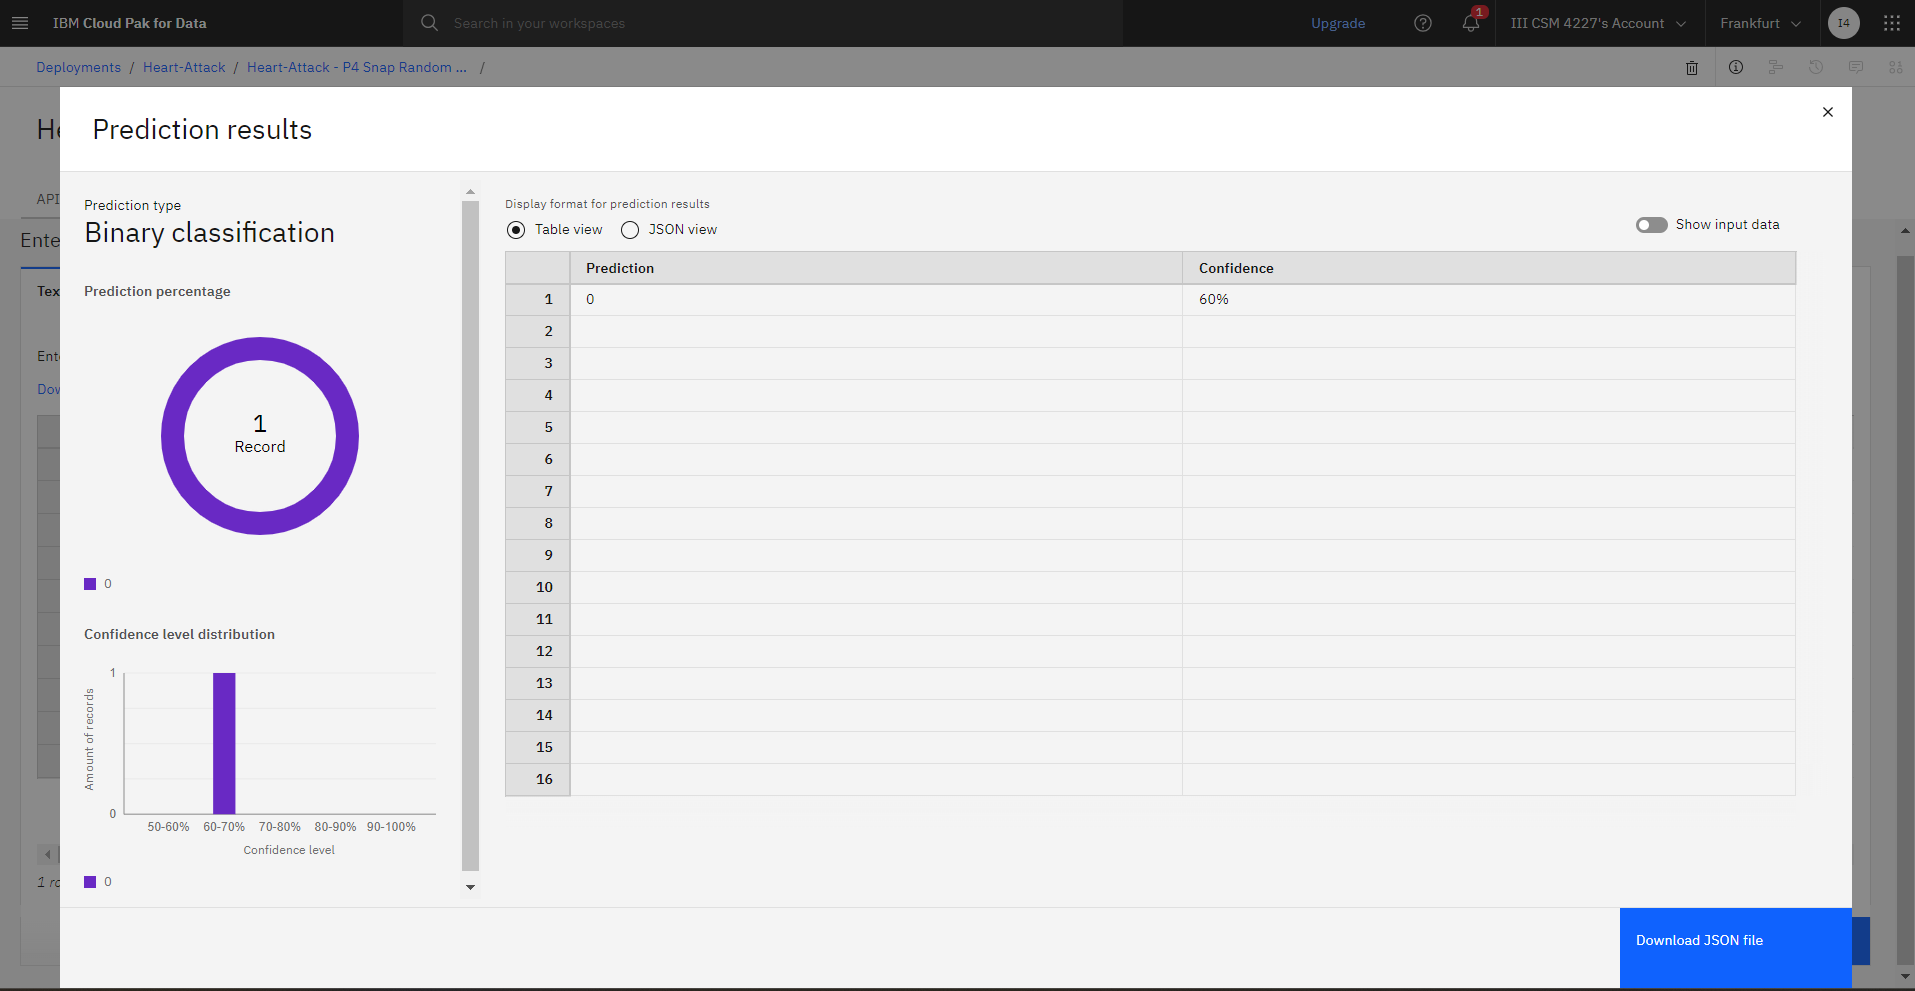 IBM Cloud Pak for Data
Search in your workspaces
Upgrade
1
III CSM 4227's Account
Frankfurt
I4
Deployments / Heart-Attack / Heart-Attack - P4 Snap Random ... /
He
Prediction results
API
Ente
Tex
Ente
Dow
1 ro
Prediction type
Binary classification
Prediction percentage
1
Record
0
Confidence level distribution
Amount of records
1
0
50-60% 60-70% 70-80% 80-90% 90-100%
Confidence level
0
Display format for prediction results
Table view JSON view
Show input data
Prediction Confidence
1 0 60%
2
3
4
5
6
7
8
9
10
11
12
13
14
15
16
Download JSON file